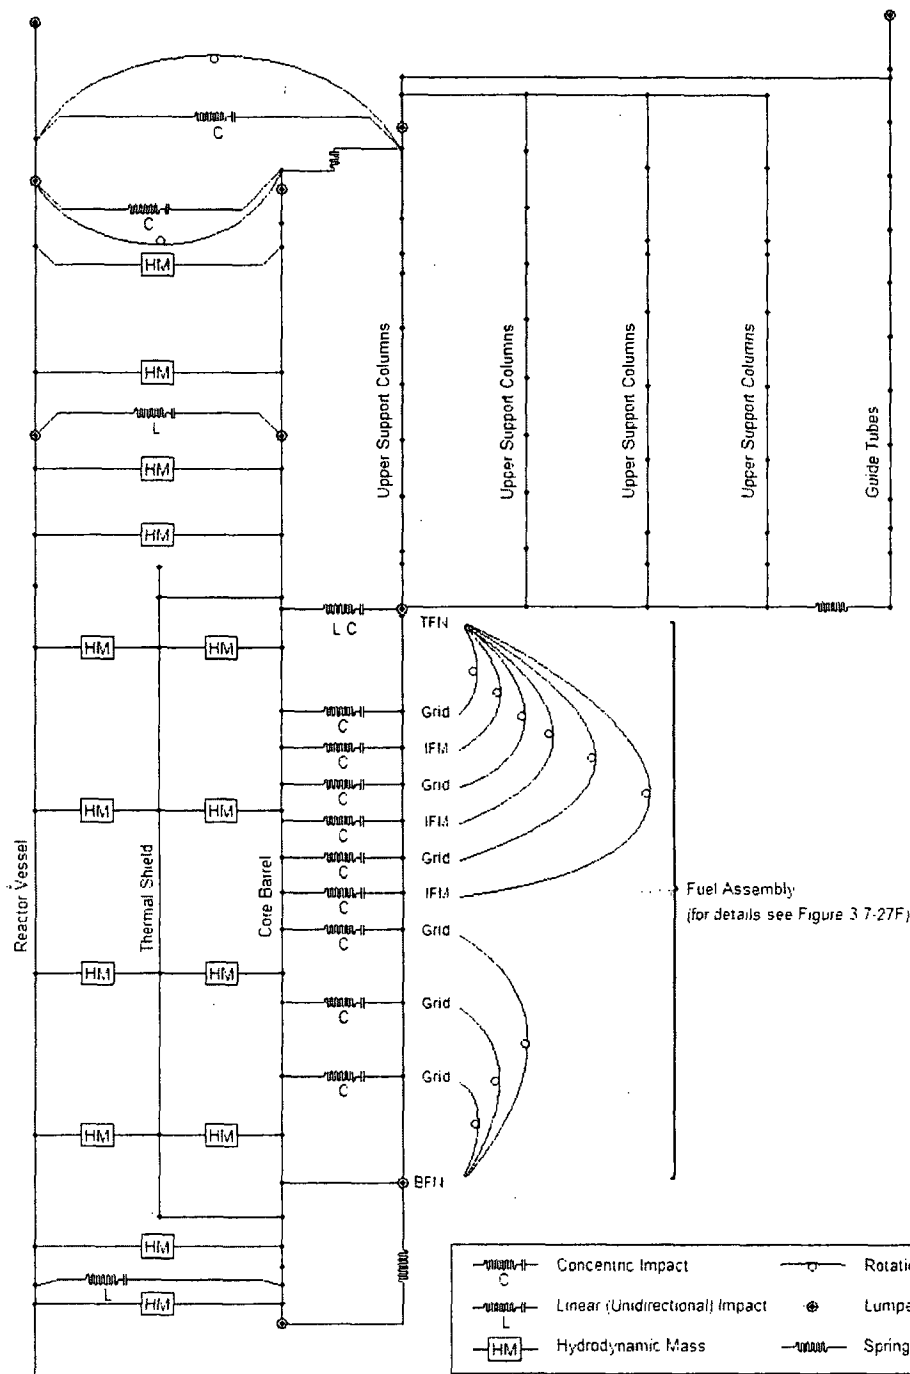 C
C
HM
HM
L
HM
HM
Upper Support Columns
Upper Support Columns
Upper Support Columns
Upper Support Columns
Guide Tubes
L C
TFN
HM
HM
Grid
C
IFM
C
Grid
C
HM
HM
IFM
C
Grid
C
IFM
C
Grid
C
Reactor Vessel
Thermal Shield
Core Barrel
Fuel Assembly
(for details see Figure 3.7-27F)
HM
HM
Grid
C
Grid
C
HM
HM
BFN
HM
L
HM
C
Concentric Impact
L
Linear (Unidirectional) Impact
HM
Hydrodynamic Mass
Rotati
Lumpe
Spring